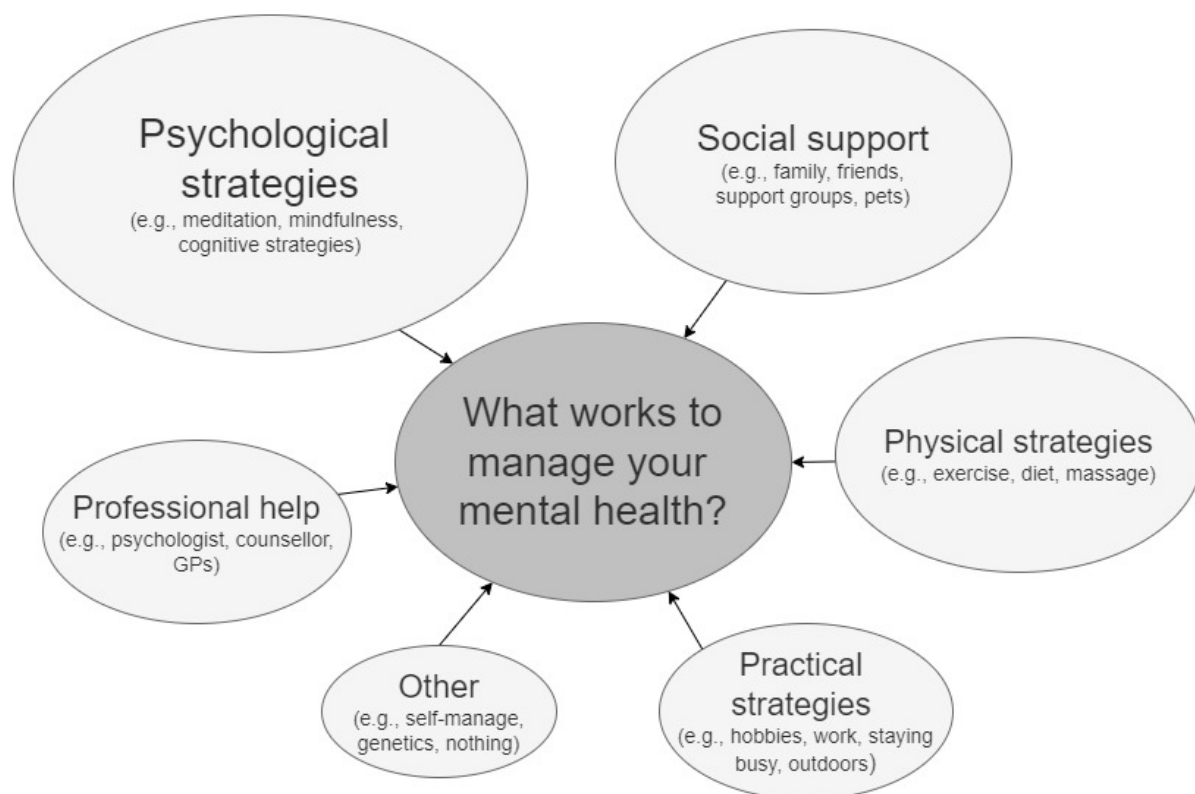 Psychological
strategies
(e.g., meditation, mindfulness,
cognitive strategies)
Social support
(e.g., family, friends,
support groups, pets)
What works to
manage your
mental health?
Physical strategies
(e.g., exercise, diet, massage)
Professional help
(e.g., psychologist, counsellor,
GPs)
Other
(e.g., self-manage,
genetics, nothing)
Practical
strategies
(e.g., hobbies, work, staying
busy, outdoors)